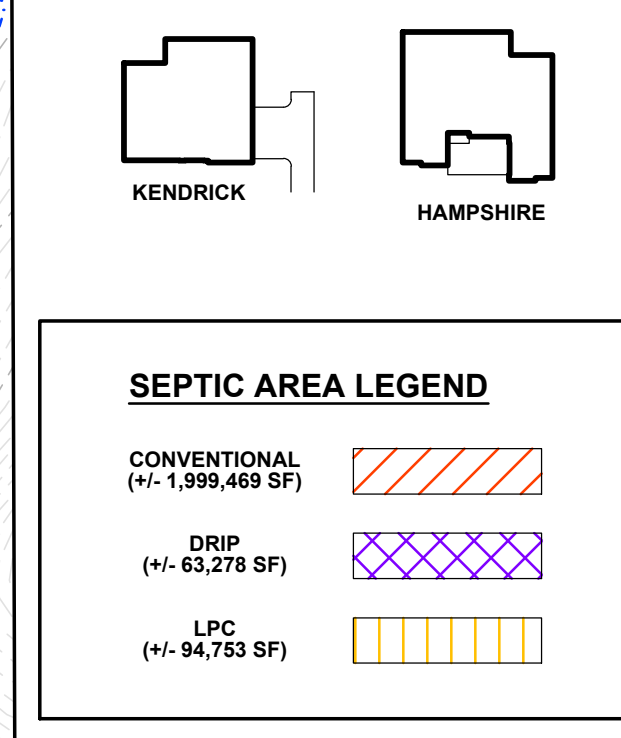 KENDRICK
HAMPSHIRE
SEPTIC AREA LEGEND
CONVENTIONAL
(+/- 1,999,469 SF)
DRIP
(+/- 63,278 SF)
LPC
(+/- 94,753 SF)